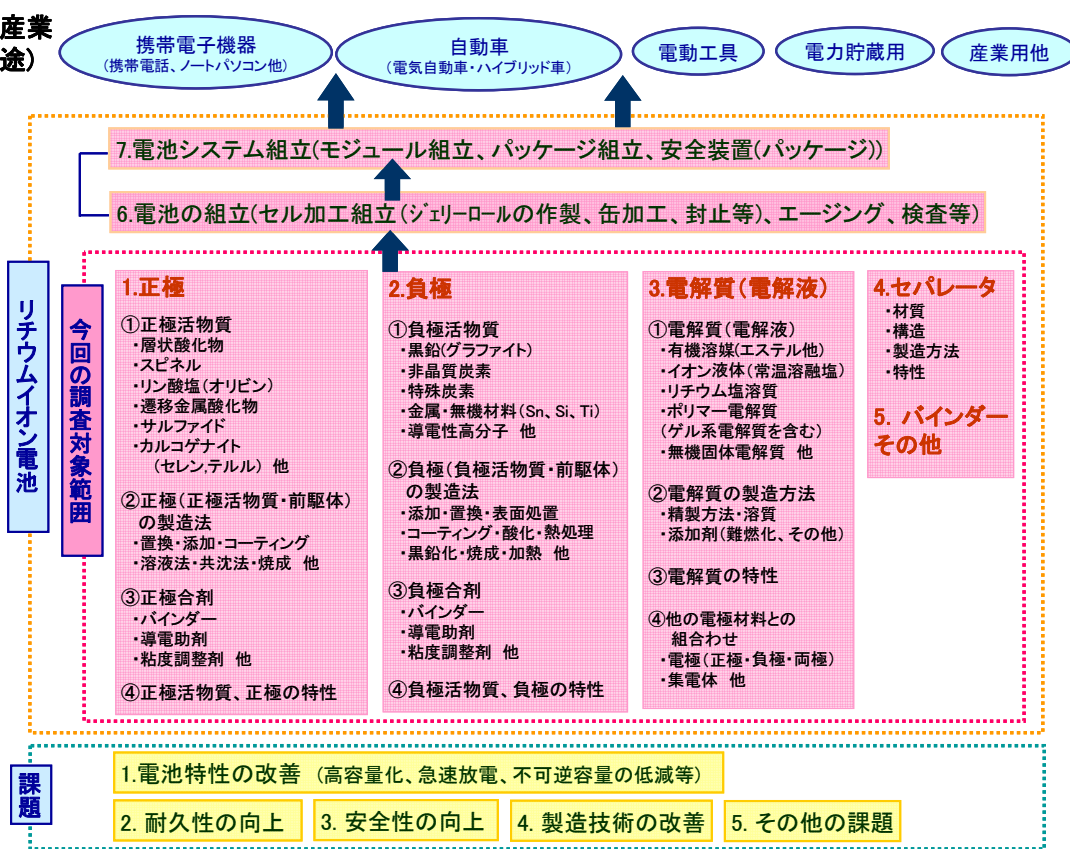 産業
途)
携帯電子機器
(携帯電話、ノートパソコン他)
自動車
(電気自動車・ハイブリッド車)
電動工具
電力貯蔵用
産業用他
7.電池システム組立(モジュール組立、パッケージ組立、安全装置(パッケージ))
6.電池の組立(セル加工組立(ジェリーロールの作製、缶加工、封止等)、エージング、検査等)
リチウムイオン電池
今回の調査対象範囲
1.正極
①正極活物質
・層状酸化物
・スピネル
・リン酸塩(オリビン)
・遷移金属酸化物
・サルファイド
・カルコゲナイト
(セレン,テルル) 他
②正極(正極活物質・前駆体)
の製造法
・置換・添加・コーティング
・溶液法・共沈法・焼成 他
③正極合剤
・バインダー
・導電助剤
・粘度調整剤 他
④正極活物質、正極の特性
2.負極
①負極活物質
・黒鉛(グラファイト)
・非晶質炭素
・特殊炭素
・金属・無機材料(Sn、Si、Ti)
・導電性高分子 他
②負極(負極活物質・前駆体)
の製造法
・添加・置換・表面処置
・コーティング・酸化・熱処理
・黒鉛化・焼成・加熱 他
③負極合剤
・バインダー
・導電助剤
・粘度調整剤 他
④負極活物質、負極の特性
3.電解質(電解液)
①電解質(電解液)
・有機溶媒(エステル他)
・イオン液体(常温溶融塩)
・リチウム塩溶質
・ポリマー電解質
(ゲル系電解質を含む)
・無機固体電解質 他
②電解質の製造方法
・精製方法・溶質
・添加剤(難燃化、その他)
③電解質の特性
④他の電極材料との
組合わせ
・電極(正極・負極・両極)
・集電体 他
4.セパレータ
・材質
・構造
・製造方法
・特性
5. バインダー
その他
課題
1.電池特性の改善 (高容量化、急速放電、不可逆容量の低減等)
2. 耐久性の向上
3. 安全性の向上
4. 製造技術の改善
5. その他の課題